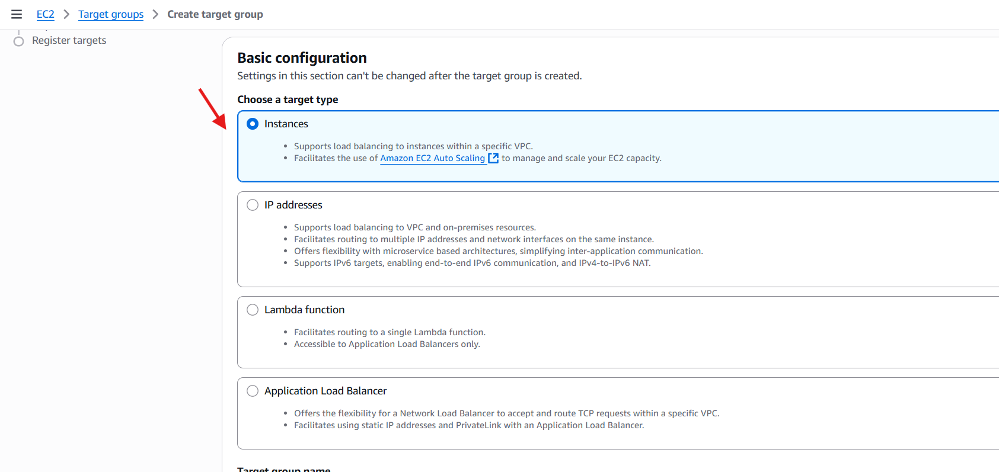 EC2 > Target groups > Create target group
Register targets
Basic configuration
Settings in this section can't be changed after the target group is created.
Choose a target type
Instances
• Supports load balancing to instances within a specific VPC.
• Facilitates the use of Amazon EC2 Auto Scaling to manage and scale your EC2 capacity.
IP addresses
• Supports load balancing to VPC and on-premises resources.
• Facilitates routing to multiple IP addresses and network interfaces on the same instance.
• Offers flexibility with microservice based architectures, simplifying inter-application communication.
• Supports IPv6 targets, enabling end-to-end IPv6 communication, and IPv4-to-IPv6 NAT.
Lambda function
• Facilitates routing to a single Lambda function.
• Accessible to Application Load Balancers only.
Application Load Balancer
• Offers the flexibility for a Network Load Balancer to accept and route TCP requests within a specific VPC.
• Facilitates using static IP addresses and PrivateLink with an Application Load Balancer.
Target group name